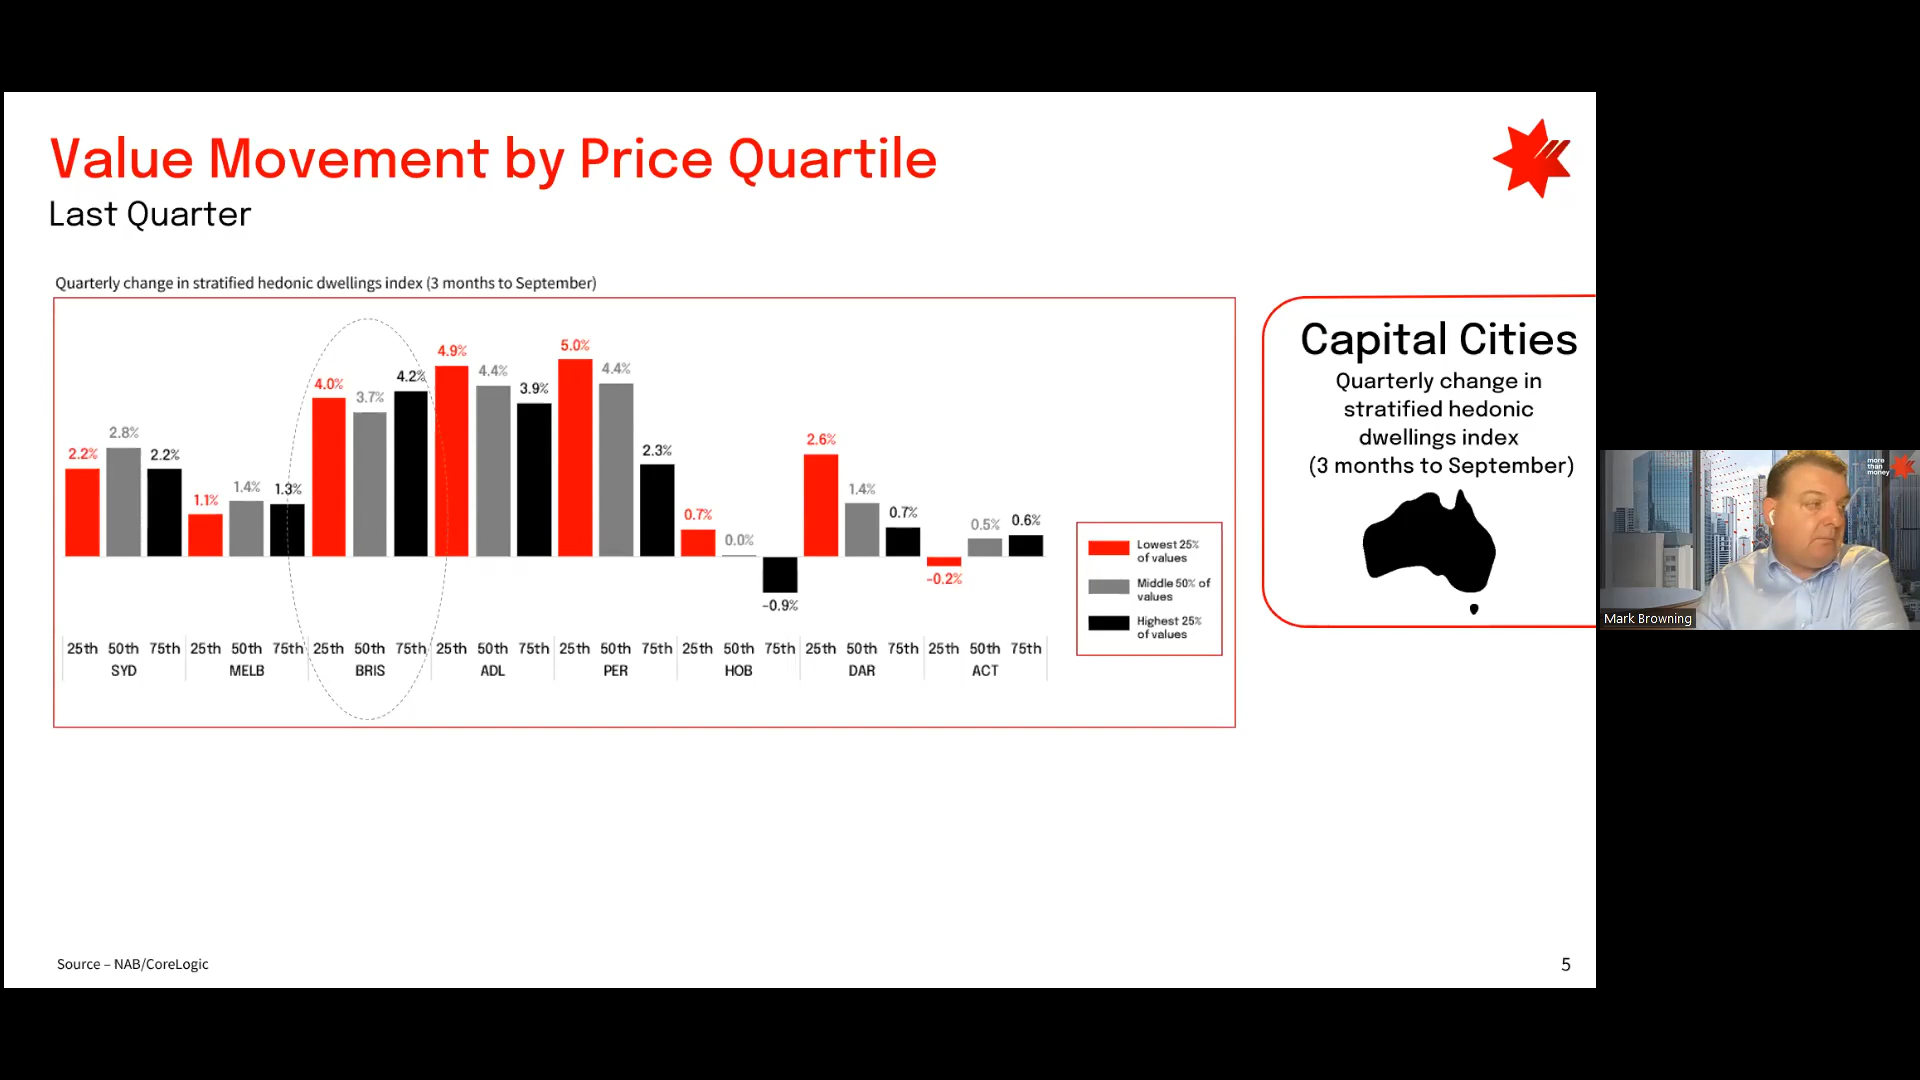 Value Movement by Price Quartile
Last Quarter
Quarterly change in stratified hedonic dwellings index (3 months to September)
2.2% 2.8% 2.2% 1.1% 1.4% 1.3% 4.0% 3.7% 4.2% 4.9% 4.4% 3.9% 5.0% 4.4% 2.3% 0.7% 0.0% -0.9% 2.6% 1.4% 0.7% -0.2% 0.5% 0.6%
25th 50th 75th 25th 50th 75th 25th 50th 75th 25th 50th 75th 25th 50th 75th 25th 50th 75th 25th 50th 75th 25th 50th 75th
SYD MELB BRIS ADL PER HOB DAR ACT
Lowest 25%
of values
Middle 50% of
values
Highest 25%
of values
Capital Cities
Quarterly change in
stratified hedonic
dwellings index
(3 months to September)
more
than
money
Mark Browning
Source – NAB/CoreLogic
5